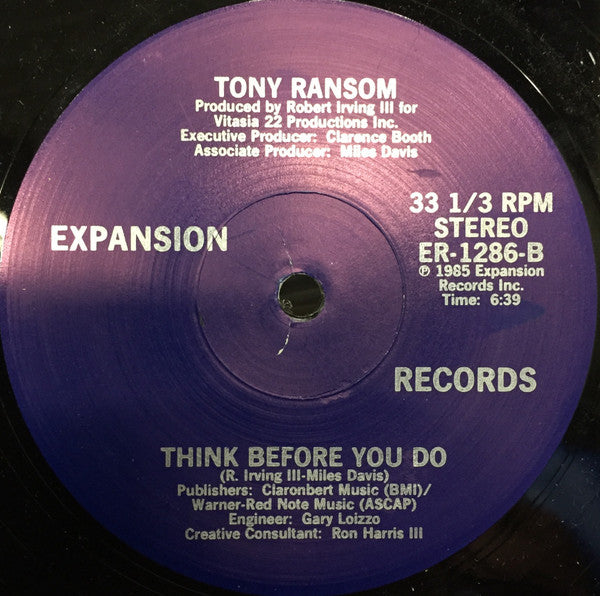 TONY RANSOM
Produced by Robert Irving III for
Vitasia 22 Productions Inc.
Executive Producer: Clarence Booth
Associate Producer: Miles Davis
33 1/3 RPM
STEREO
EXPANSION
ER-1286-B
℗ 1985 Expansion
Records Inc.
Time: 6:39
RECORDS
THINK BEFORE YOU DO
(R. Irving III-Miles Davis)
Publishers: Claronbert Music (BMI)/
Warner-Red Note Music (ASCAP)
Engineer: Gary Loizzo
Creative Consultant: Ron Harris III